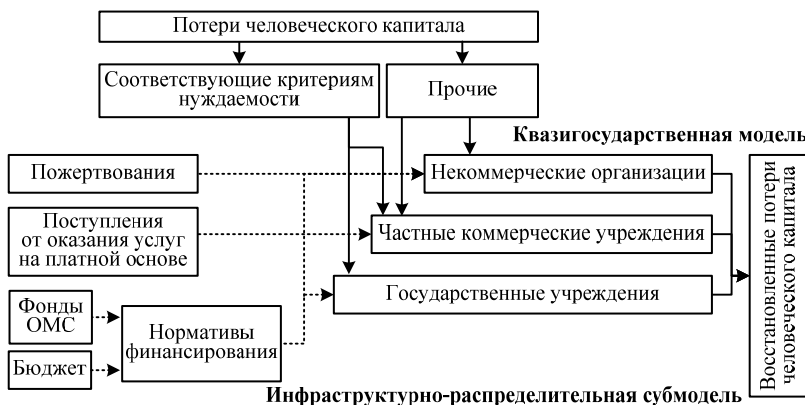 Потери человеческого капитала
Соответствующие критериям
нуждаемости
Прочие
Квазигосударственная модель
Пожертвования
Некоммерческие организации
Поступления
от оказания услуг
на платной основе
Частные коммерческие учреждения
Государственные учреждения
Фонды
ОМС
Нормативы
финансирования
Бюджет
Восстановленные потери
человеческого капитала
Инфраструктурно-распределительная субмодель